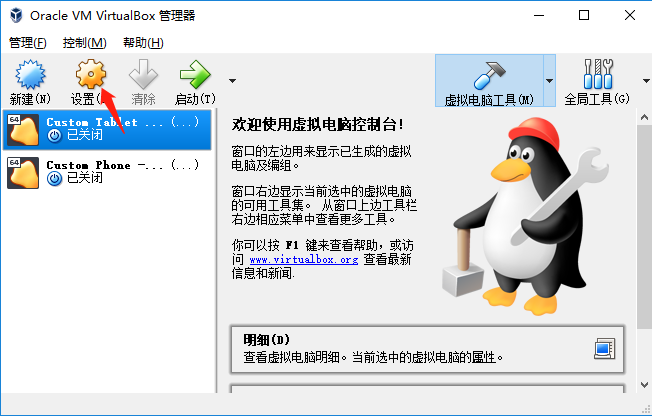 Oracle VM VirtualBox 管理器
管理(F) 控制(M) 帮助(H)
新建(N) 设置( 清除 启动(T) 虚拟电脑工具(M) 全局工具(G)
64 Custom Tablet ... (...)
已关闭
64 Custom Phone -... (...)
已关闭
欢迎使用虚拟电脑控制台!
窗口的左边用来显示已生成的虚拟
电脑及编组。
窗口右边显示当前选中的虚拟电脑
的可用工具集。 从窗口上边工具栏
右边相应菜单中查看更多工具。
你可以按 F1 键来查看帮助，或访
问 www.virtualbox.org 查看最新
信息和新闻.
明细(D)
查看虚拟电脑明细。当前选中的虚拟电脑的属性。